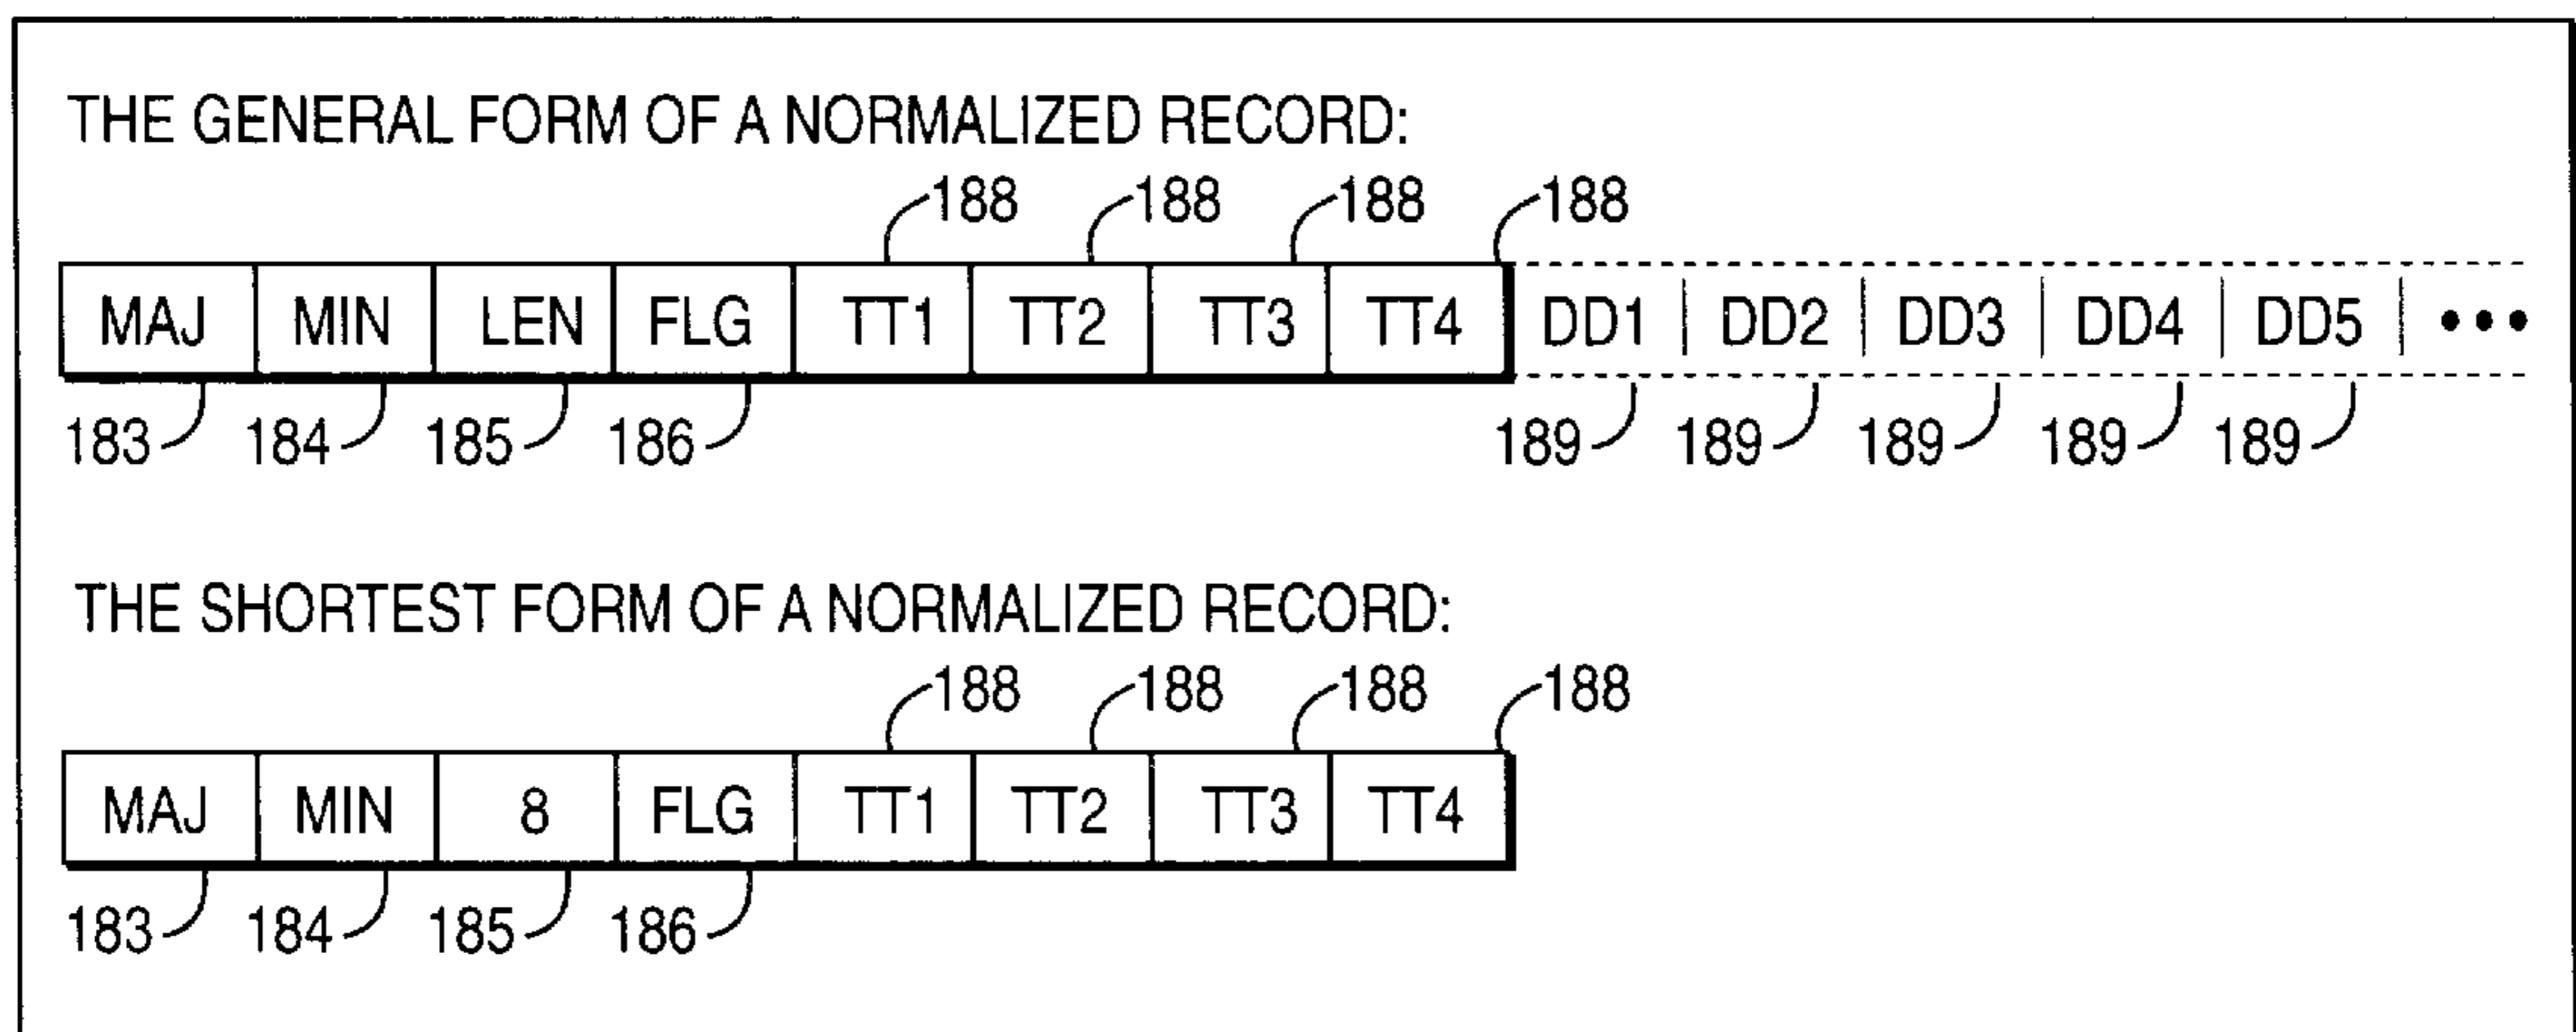 THE GENERAL FORM OF A NORMALIZED RECORD:
188 188 188 188
MAJ MIN LEN FLG TT1 TT2 TT3 TT4 DD1 DD2 DD3 DD4 DD5 •••
183 184 185 186 189 189 189 189 189
THE SHORTEST FORM OF A NORMALIZED RECORD:
188 188 188 188
MAJ MIN 8 FLG TT1 TT2 TT3 TT4
183 184 185 186